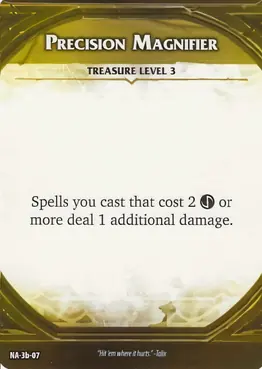 PRECISION MAGNIFIER
TREASURE LEVEL 3
Spells you cast that cost 2 or
more deal 1 additional damage.
NA-3b-07
"Hit 'em where it hurts." -Talix